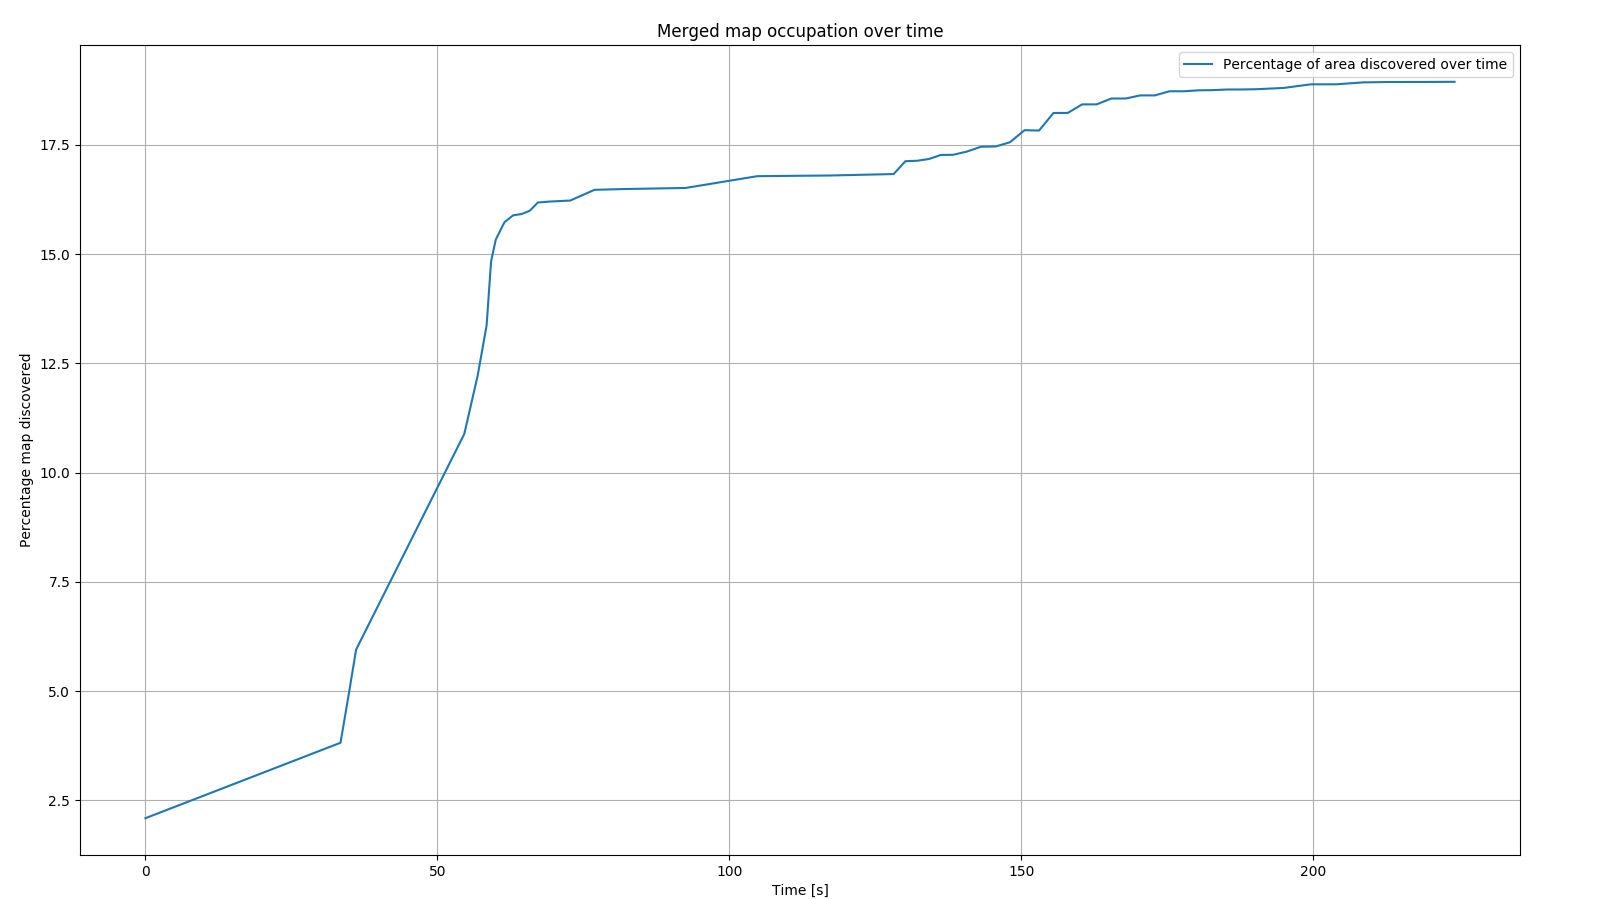 Merged map occupation over time
Percentage of area discovered over time
17.5
15.0
12.5
10.0
7.5
5.0
2.5
Percentage map discovered
0 50 100 150 200
Time [s]